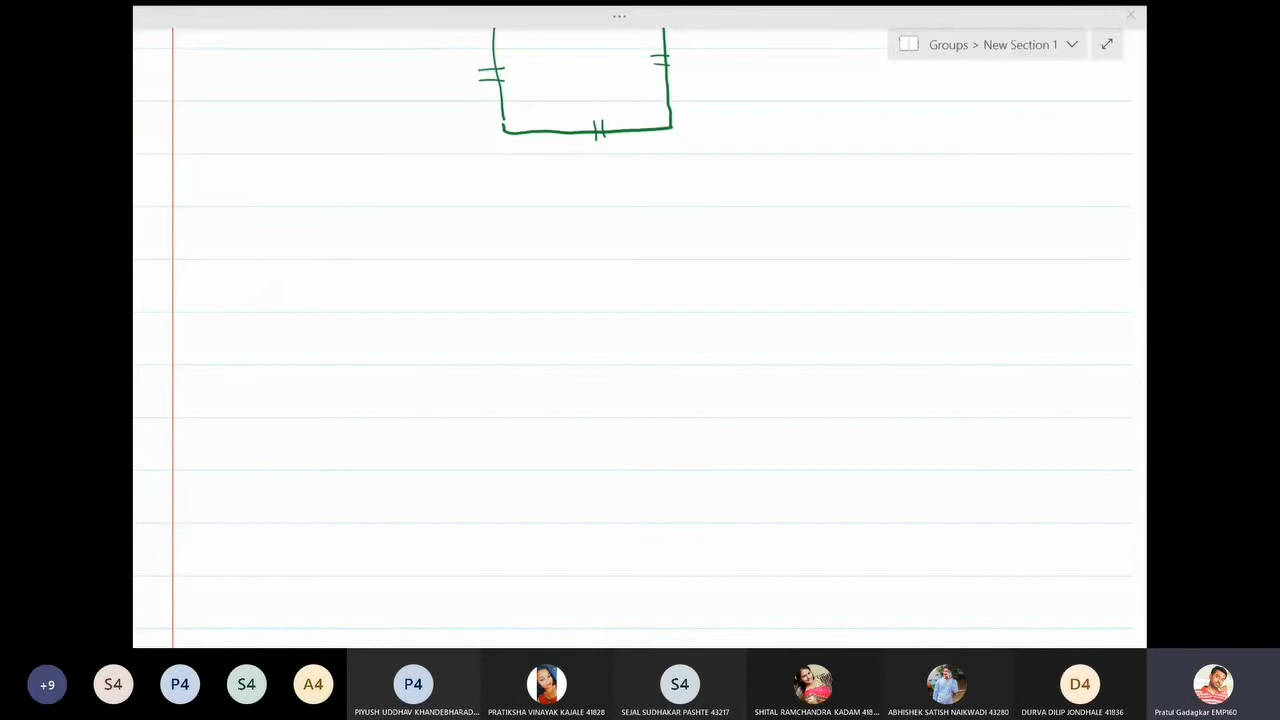 ...
Groups > New Section 1
+9
S4
P4
S4
A4
P4
PIYUSH UDDHAV KHANDEBHARAD...
PRATIKSHA VINAYAK KAJALE 41828
S4
SEJAL SUDHAKAR PASHTE 43217
SHITAL RAMCHANDRA KADAM 418...
ABHISHEK SATISH NAIKWADI 43280
D4
DURVA DILIP JONDHALE 41836
Pratul Gadagkar EMP160